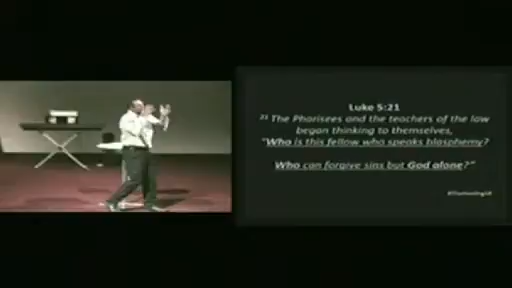 Luke 5:21
21 The Pharisees and the teachers of the law
began thinking to themselves,
"Who is this fellow who speaks blasphemy?
Who can forgive sins but God alone?"